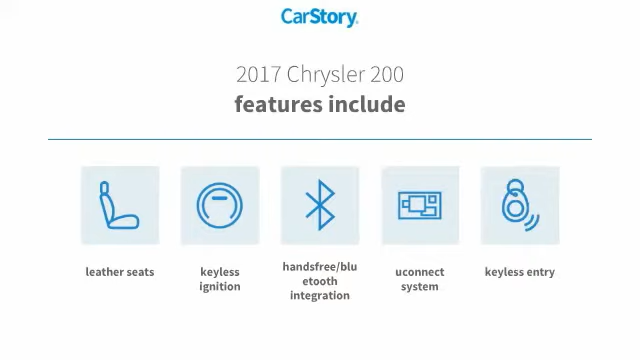 CarStory.
2017 Chrysler 200
features include
leather seats
keyless
ignition
handsfree/blu
etooth
integration
uconnect
system
keyless entry